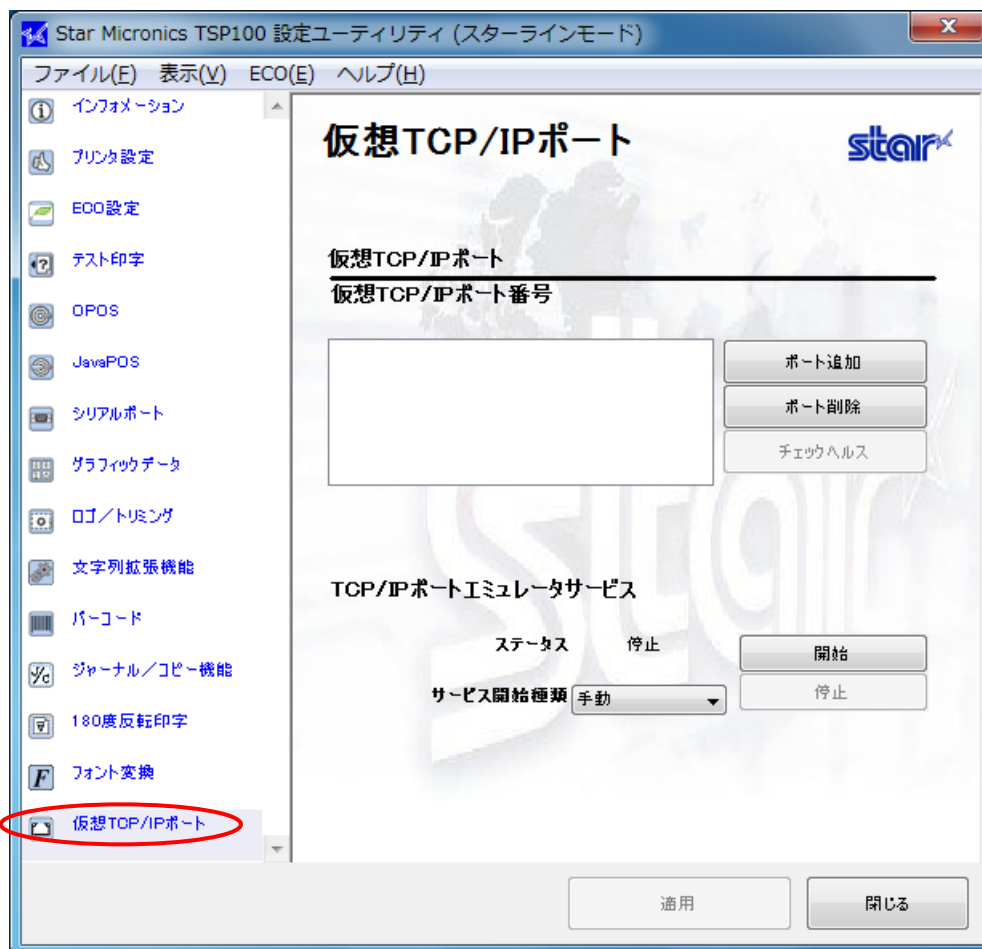 Star Micronics TSP100 設定ユーティリティ (スターラインモード)
ファイル(F) 表示(V) ECO(E) ヘルプ(H)
インフォメーション
プリンタ設定
ECO設定
テスト印字
OPOS
JavaPOS
シリアルポート
グラフィックデータ
ロゴ/トリミング
文字列拡張機能
バーコード
ジャーナル/コピー機能
180度反転印字
フォント変換
仮想TCP/IPポート
仮想TCP/IPポート
star
仮想TCP/IPポート
仮想TCP/IPポート番号
ポート追加
ポート削除
チェックヘルス
TCP/IPポートエミュレータサービス
ステータス 停止
開始
サービス開始種類 手動
停止
適用
閉じる